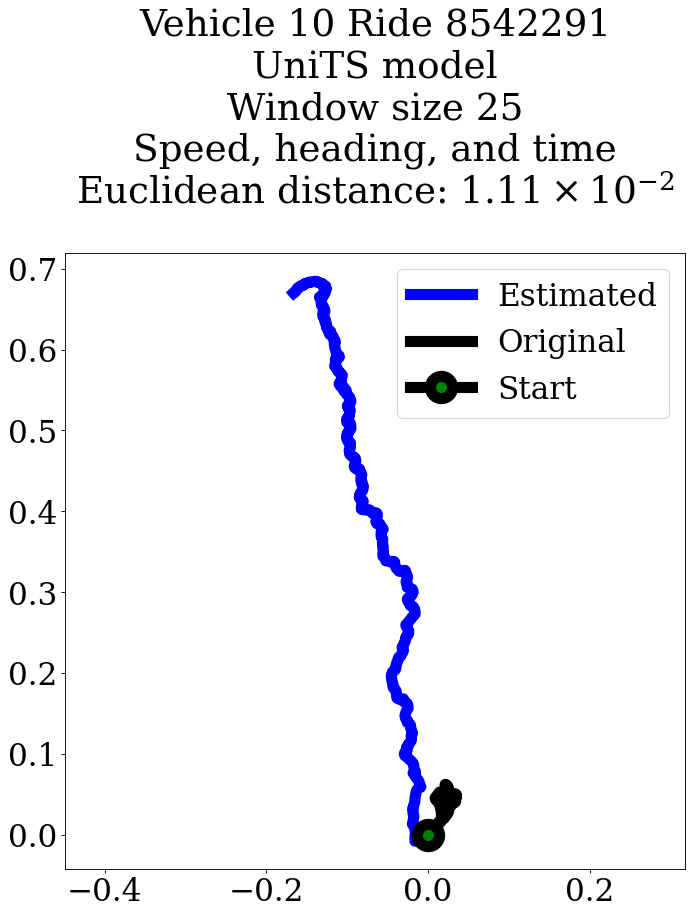 Vehicle 10 Ride 8542291
UniTS model
Window size 25
Speed, heading, and time
Euclidean distance: 1.11 × 10⁻²
Estimated
Original
Start
0.7
0.6
0.5
0.4
0.3
0.2
0.1
0.0
−0.4 −0.2 0.0 0.2